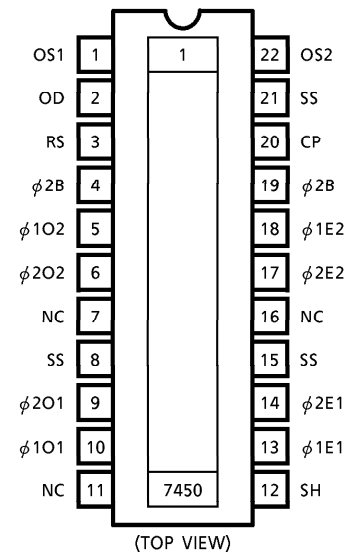 OS1 1 1 22 OS2
OD 2 21 SS
RS 3 20 CP
ϕ2B 4 19 ϕ2B
ϕ1O2 5 18 ϕ1E2
ϕ2O2 6 17 ϕ2E2
NC 7 16 NC
SS 8 15 SS
ϕ2O1 9 14 ϕ2E1
ϕ1O1 10 13 ϕ1E1
NC 11 7450 12 SH
(TOP VIEW)